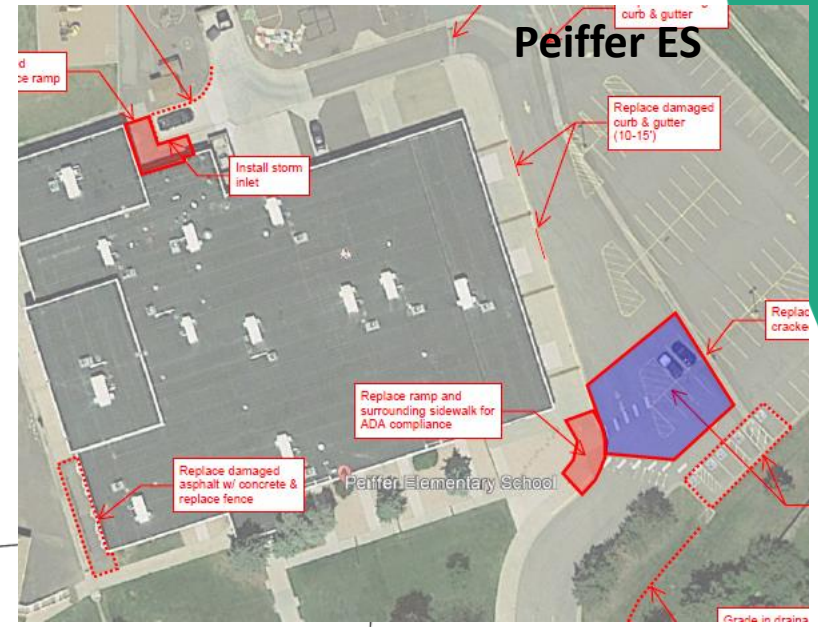 curb & gutter
Peiffer ES
ce ramp
Replace damaged
curb & gutter
(10-15')
Install storm
inlet
cracke
Replace ramp and
surrounding sidewalk for
ADA compliance
Replace damaged
asphalt w/ concrete &
replace fence
Peiffer Elementary School
Grade in draina